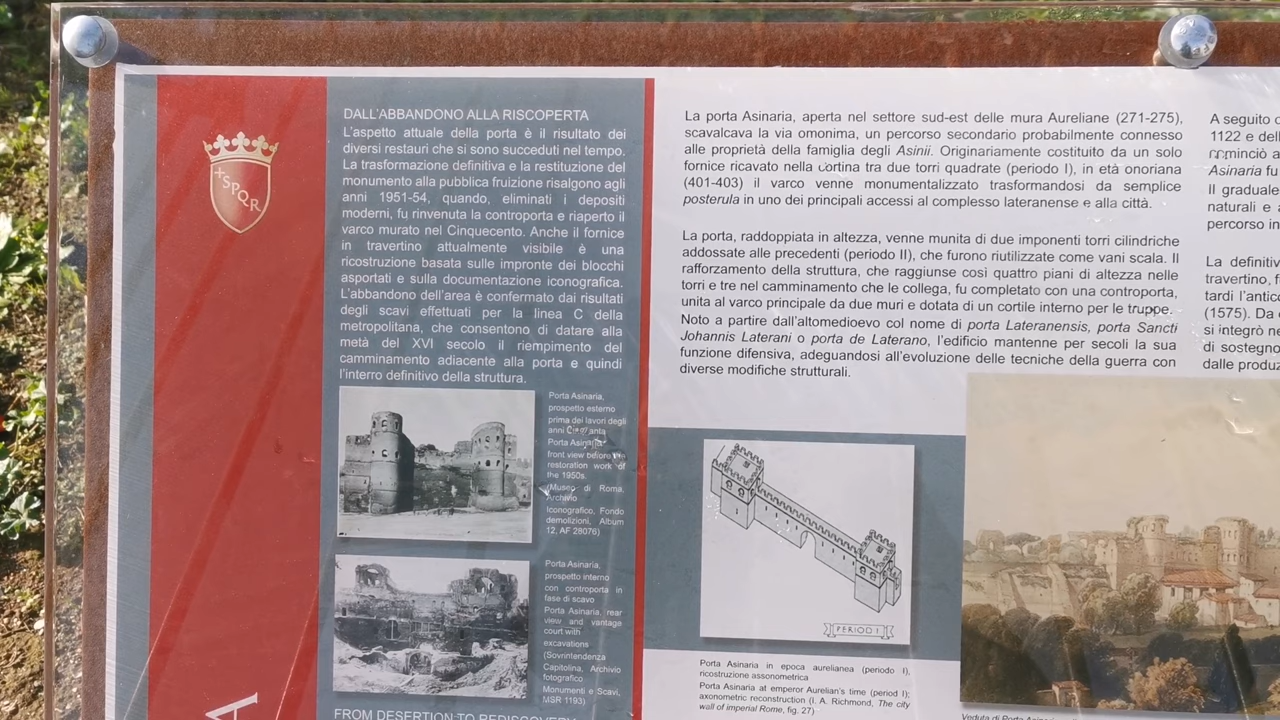 SPQR
DALL'ABBANDONO ALLA RISCOPERTA
L'aspetto attuale della porta è il risultato dei
diversi restauri che si sono succeduti nel tempo.
La trasformazione definitiva e la restituzione del
monumento alla pubblica fruizione risalgono agli
anni 1951-54, quando, eliminati i depositi
moderni, fu rinvenuta la controporta e riaperto il
varco murato nel Cinquecento. Anche il fornice
in travertino attualmente visibile è una
ricostruzione basata sulle impronte dei blocchi
asportati e sulla documentazione iconografica.
L'abbandono dell'area è confermato dai risultati
degli scavi effettuati per la linea C della
metropolitana, che consentono di datare alla
metà del XVI secolo il riempimento del
camminamento adiacente alla porta e quindi
l'interro definitivo della struttura.
Porta Asinaria,
prospetto esterno
prima dei lavori degli
anni
Porta Asinaria
front view before the
restoration work of
the 1950s.
(Museo di Roma,
Archivio
Iconografico, Fondo
demolizioni, Album
12, AF 28076)
Porta Asinaria,
prospetto interno
con controporta in
fase di scavo
Porta Asinaria, rear
view and vantage
court with
excavations
(Sovrintendenza
Capitolina, Archivio
fotografico
Monumenti e Scavi,
MSR 1193)
FROM DESERTION TO REDISCOVERY
La porta Asinaria, aperta nel settore sud-est delle mura Aureliane (271-275),
scavalcava la via omonima, un percorso secondario probabilmente connesso
alle proprietà della famiglia degli Asinii. Originariamente costituito da un solo
fornice ricavato nella cortina tra due torri quadrate (periodo I), in età onoriana
(401-403) il varco venne monumentalizzato trasformandosi da semplice
posterula in uno dei principali accessi al complesso lateranense e alla città.
La porta, raddoppiata in altezza, venne munita di due imponenti torri cilindriche
addossate alle precedenti (periodo II), che furono riutilizzate come vani scala. Il
rafforzamento della struttura, che raggiunse così quattro piani di altezza nelle
torri e tre nel camminamento che le collega, fu completato con una controporta,
unita al varco principale da due muri e dotata di un cortile interno per le truppe.
Noto a partire dall'altomedioevo col nome di porta Lateranensis, porta Sancti
Johannis Laterani o porta de Laterano, l'edificio mantenne per secoli la sua
funzione difensiva, adeguandosi all'evoluzione delle tecniche della guerra con
diverse modifiche strutturali.
PERIOD I
Porta Asinaria in epoca aurelianea (periodo I),
ricostruzione assonometrica
Porta Asinaria at emperor Aurelian's time (period I);
axonometric reconstruction (I. A. Richmond, The city
wall of imperial Rome, fig. 27)
A seguito
1122 e
cominciò a
Asinaria fu
Il graduale
naturali e
percorso in
La definitiv
travertino,
tardi l'antic
(1575). Da
si integrò
di sostegno
dalle produz
Veduta di Porta